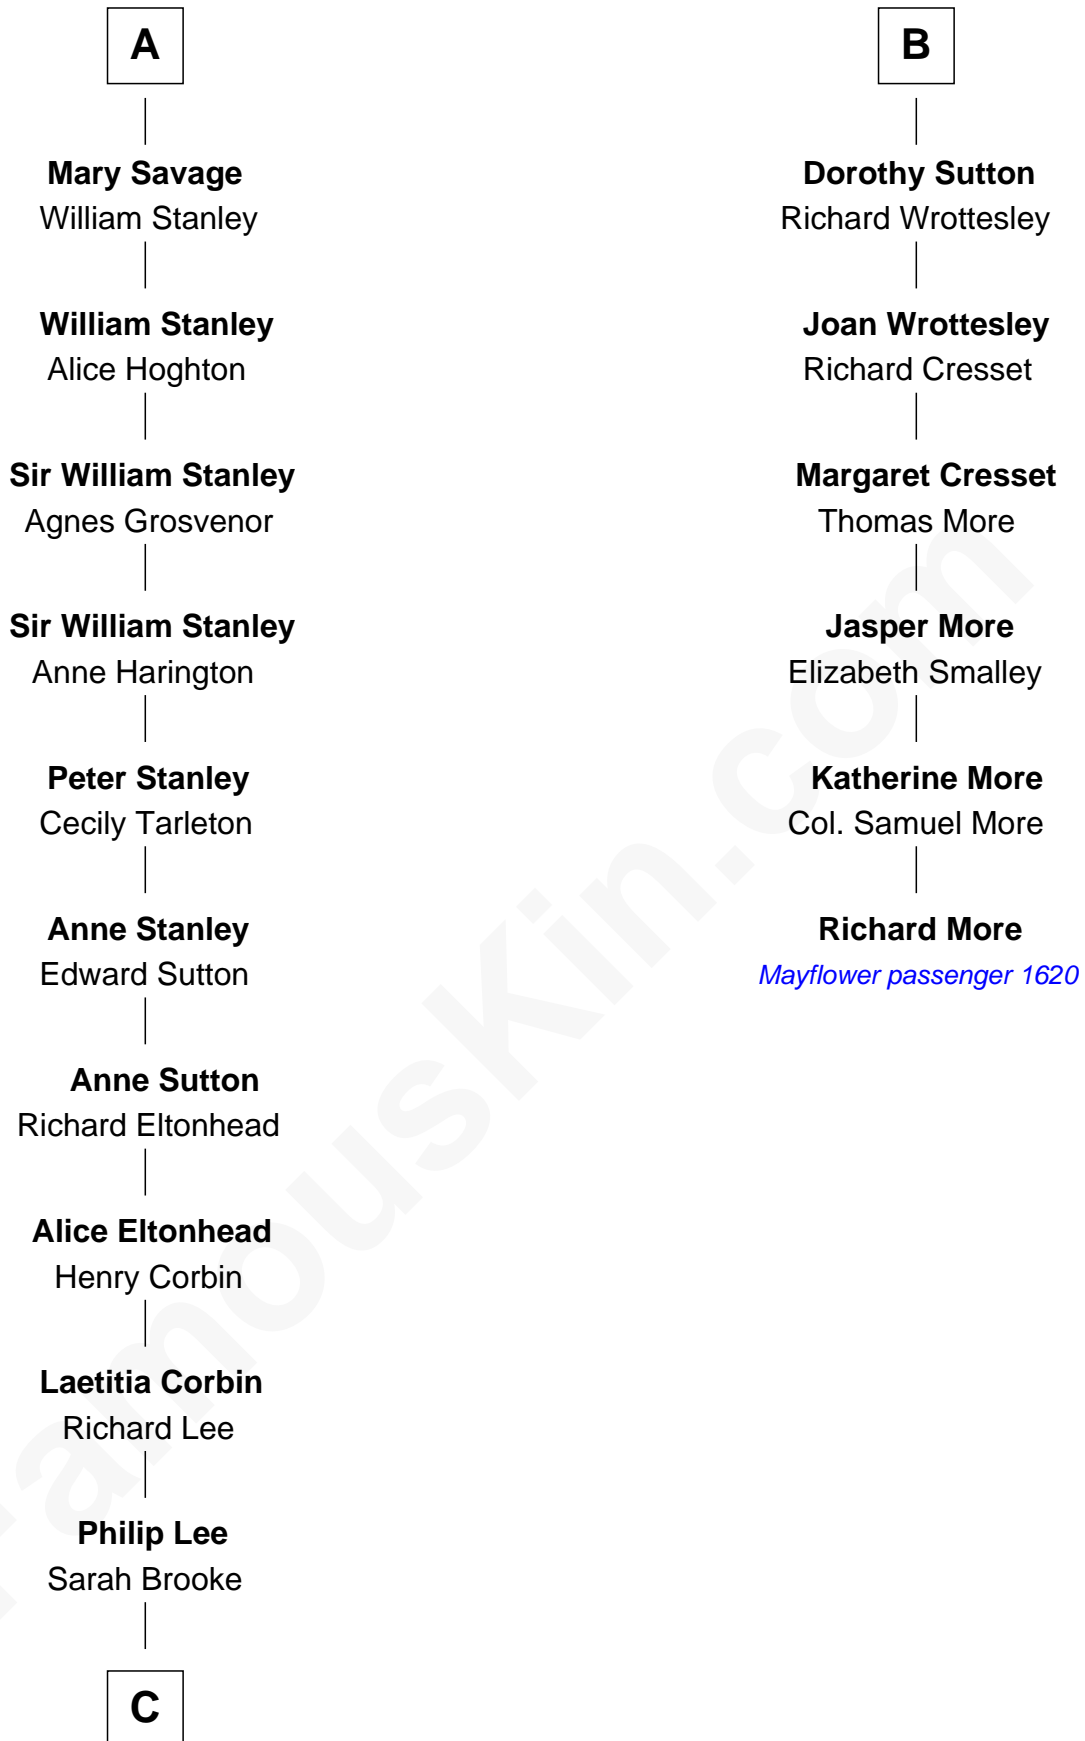 A
Mary Savage
William Stanley
William Stanley
Alice Hoghton
Sir William Stanley
Agnes Grosvenor
Sir William Stanley
Anne Harington
Peter Stanley
Cecily Tarleton
Anne Stanley
Edward Sutton
Anne Sutton
Richard Eltonhead
Alice Eltonhead
Henry Corbin
Laetitia Corbin
Richard Lee
Philip Lee
Sarah Brooke
C
B
Dorothy Sutton
Richard Wrottesley
Joan Wrottesley
Richard Cresset
Margaret Cresset
Thomas More
Jasper More
Elizabeth Smalley
Katherine More
Col. Samuel More
Richard More
Mayflower passenger 1620
FamousKin.com